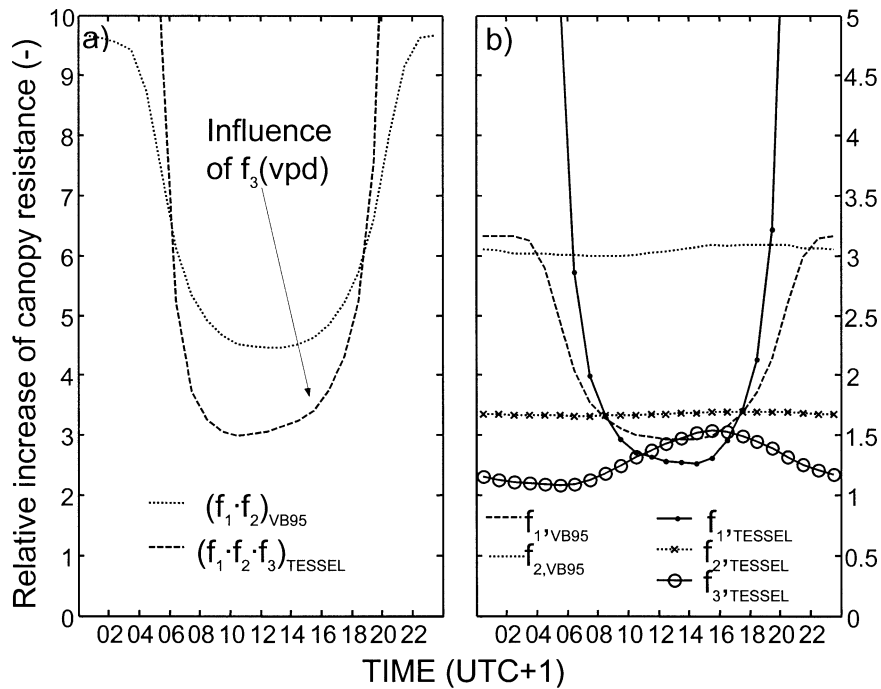 a)
b)
10
9
8
7
6
5
4
3
2
1
0
Relative increase of canopy resistance (-)
Influence
of f3(vpd)
(f1·f2)VB95
(f1·f2·f3)TESSEL
02 04 06 08 10 12 14 16 18 20 22
5
4.5
4
3.5
3
2.5
2
1.5
1
0.5
0
f1,VB95
f2,VB95
f1,TESSEL
f2,TESSEL
f3,TESSEL
02 04 06 08 10 12 14 16 18 20 22
TIME (UTC+1)